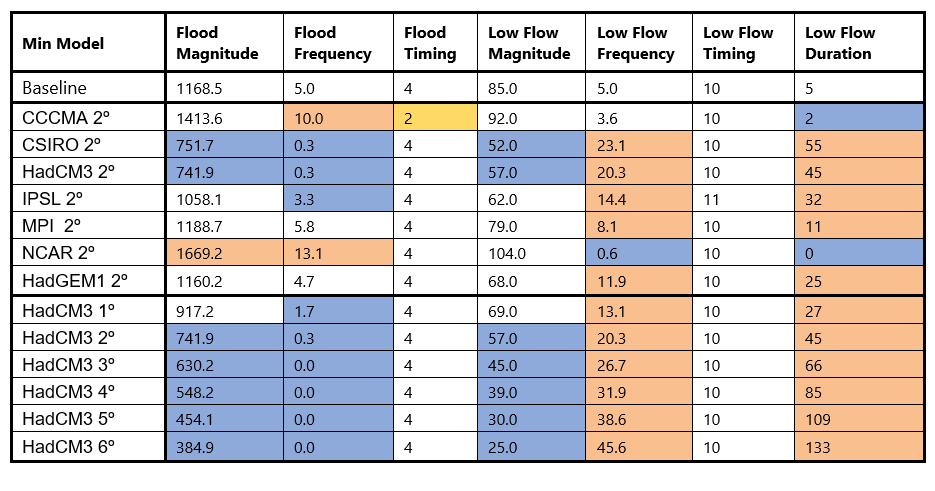 Min Model Flood Magnitude Flood Frequency Flood Timing Low Flow Magnitude Low Flow Frequency Low Flow Timing Low Flow Duration
Baseline 1168.5 5.0 4 85.0 5.0 10 5
CCCMA 2º 1413.6 10.0 2 92.0 3.6 10 2
CSIRO 2º 751.7 0.3 4 52.0 23.1 10 55
HadCM3 2º 741.9 0.3 4 57.0 20.3 10 45
IPSL 2º 1058.1 3.3 4 62.0 14.4 11 32
MPI  2º 1188.7 5.8 4 79.0 8.1 10 11
NCAR 2º 1669.2 13.1 4 104.0 0.6 10 0
HadGEM1 2º 1160.2 4.7 4 68.0 11.9 10 25
HadCM3 1º 917.2 1.7 4 69.0 13.1 10 27
HadCM3 2º 741.9 0.3 4 57.0 20.3 10 45
HadCM3 3º 630.2 0.0 4 45.0 26.7 10 66
HadCM3 4º 548.2 0.0 4 39.0 31.9 10 85
HadCM3 5º 454.1 0.0 4 30.0 38.6 10 109
HadCM3 6º 384.9 0.0 4 25.0 45.6 10 133